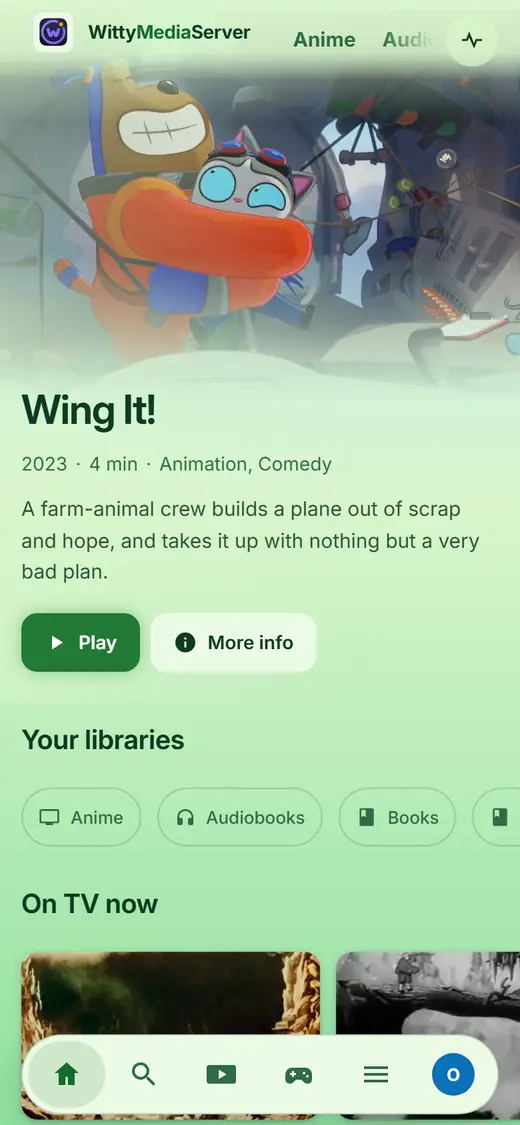 WittyMediaServer
Anime
Wing It!
2023 · 4 min · Animation, Comedy
A farm-animal crew builds a plane out of scrap
and hope, and takes it up with nothing but a very
bad plan.
Play
More info
Your libraries
Anime
Audiobooks
Books
On TV now
O